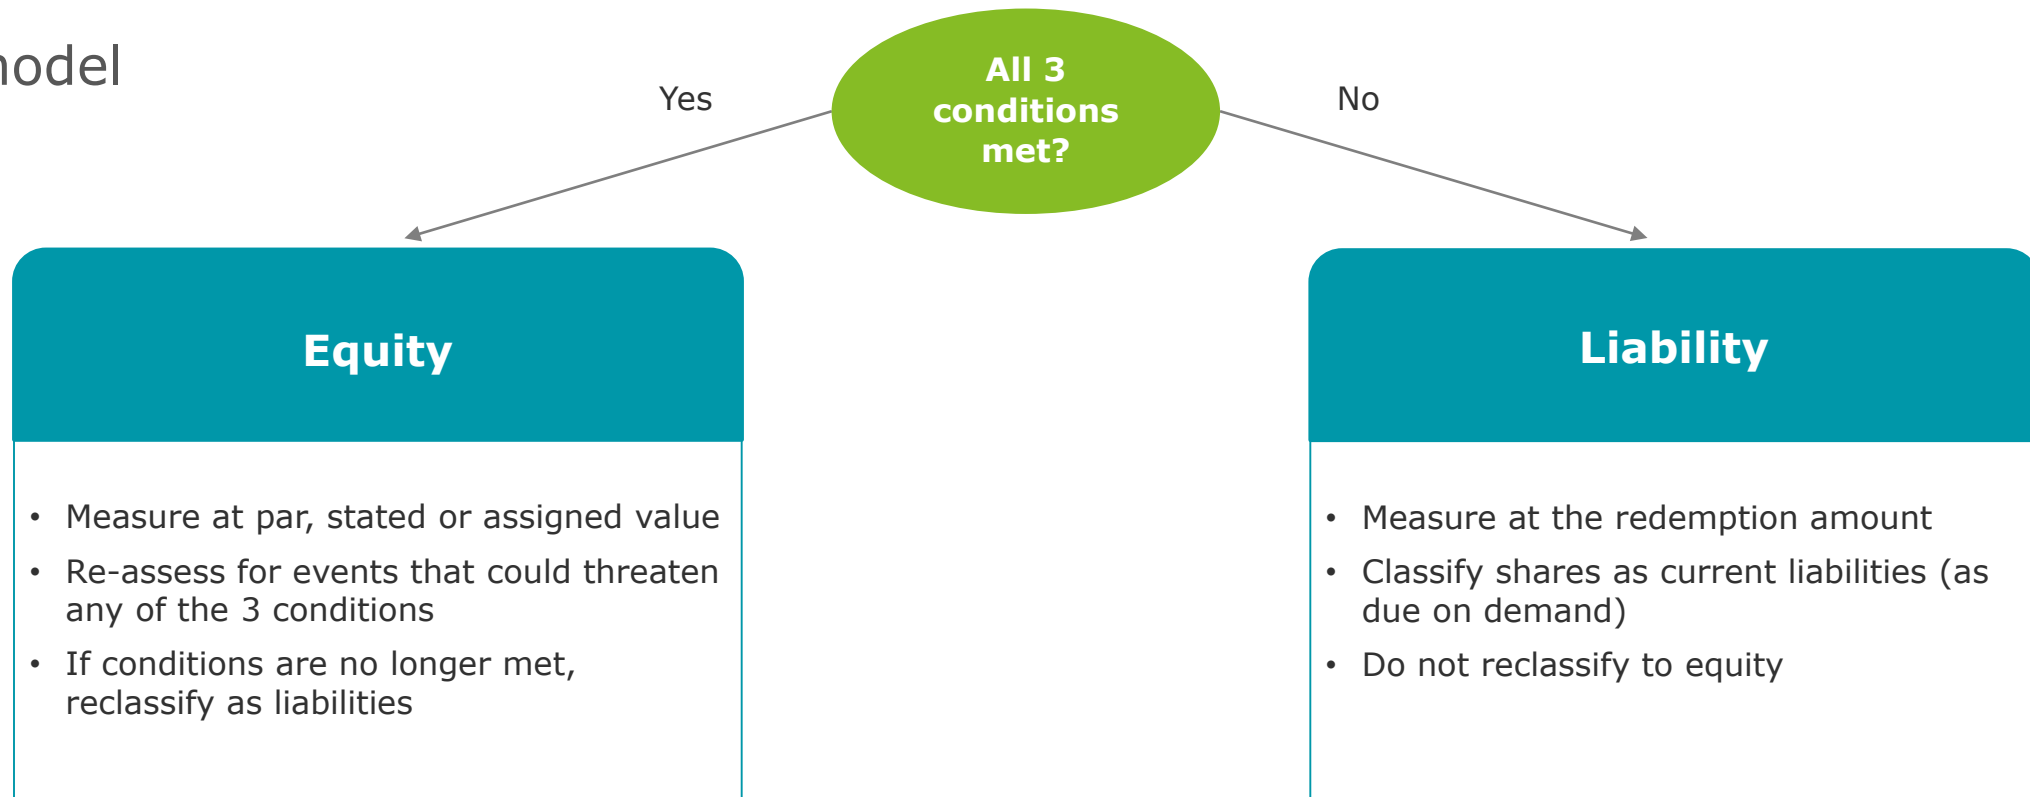 All 3
conditions
met?
Yes
No
Equity
• Measure at par, stated or assigned value
• Re-assess for events that could threaten
any of the 3 conditions
• If conditions are no longer met,
reclassify as liabilities
Liability
• Measure at the redemption amount
• Classify shares as current liabilities (as
due on demand)
• Do not reclassify to equity